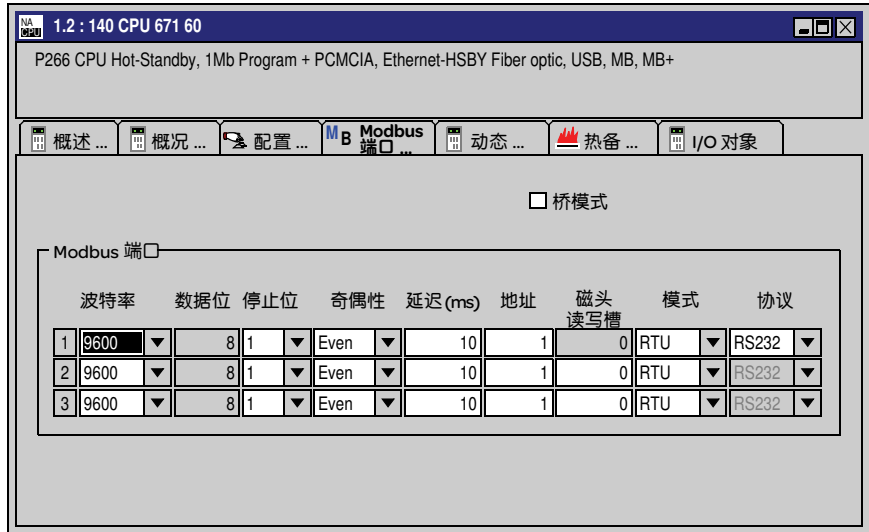 NA CPU 1.2 : 140 CPU 671 60
P266 CPU Hot-Standby, 1Mb Program + PCMCIA, Ethernet-HSBY Fiber optic, USB, MB, MB+
概述 ... 概况 ... 配置 ... MB Modbus 端口 ... 动态 ... 热备 ... I/O 对象
桥模式
Modbus 端口
波特率 数据位 停止位 奇偶性 延迟 (ms) 地址 磁头读写槽 模式 协议
1 9600 8 1 Even 10 1 0 RTU RS232
2 9600 8 1 Even 10 1 0 RTU RS232
3 9600 8 1 Even 10 1 0 RTU RS232